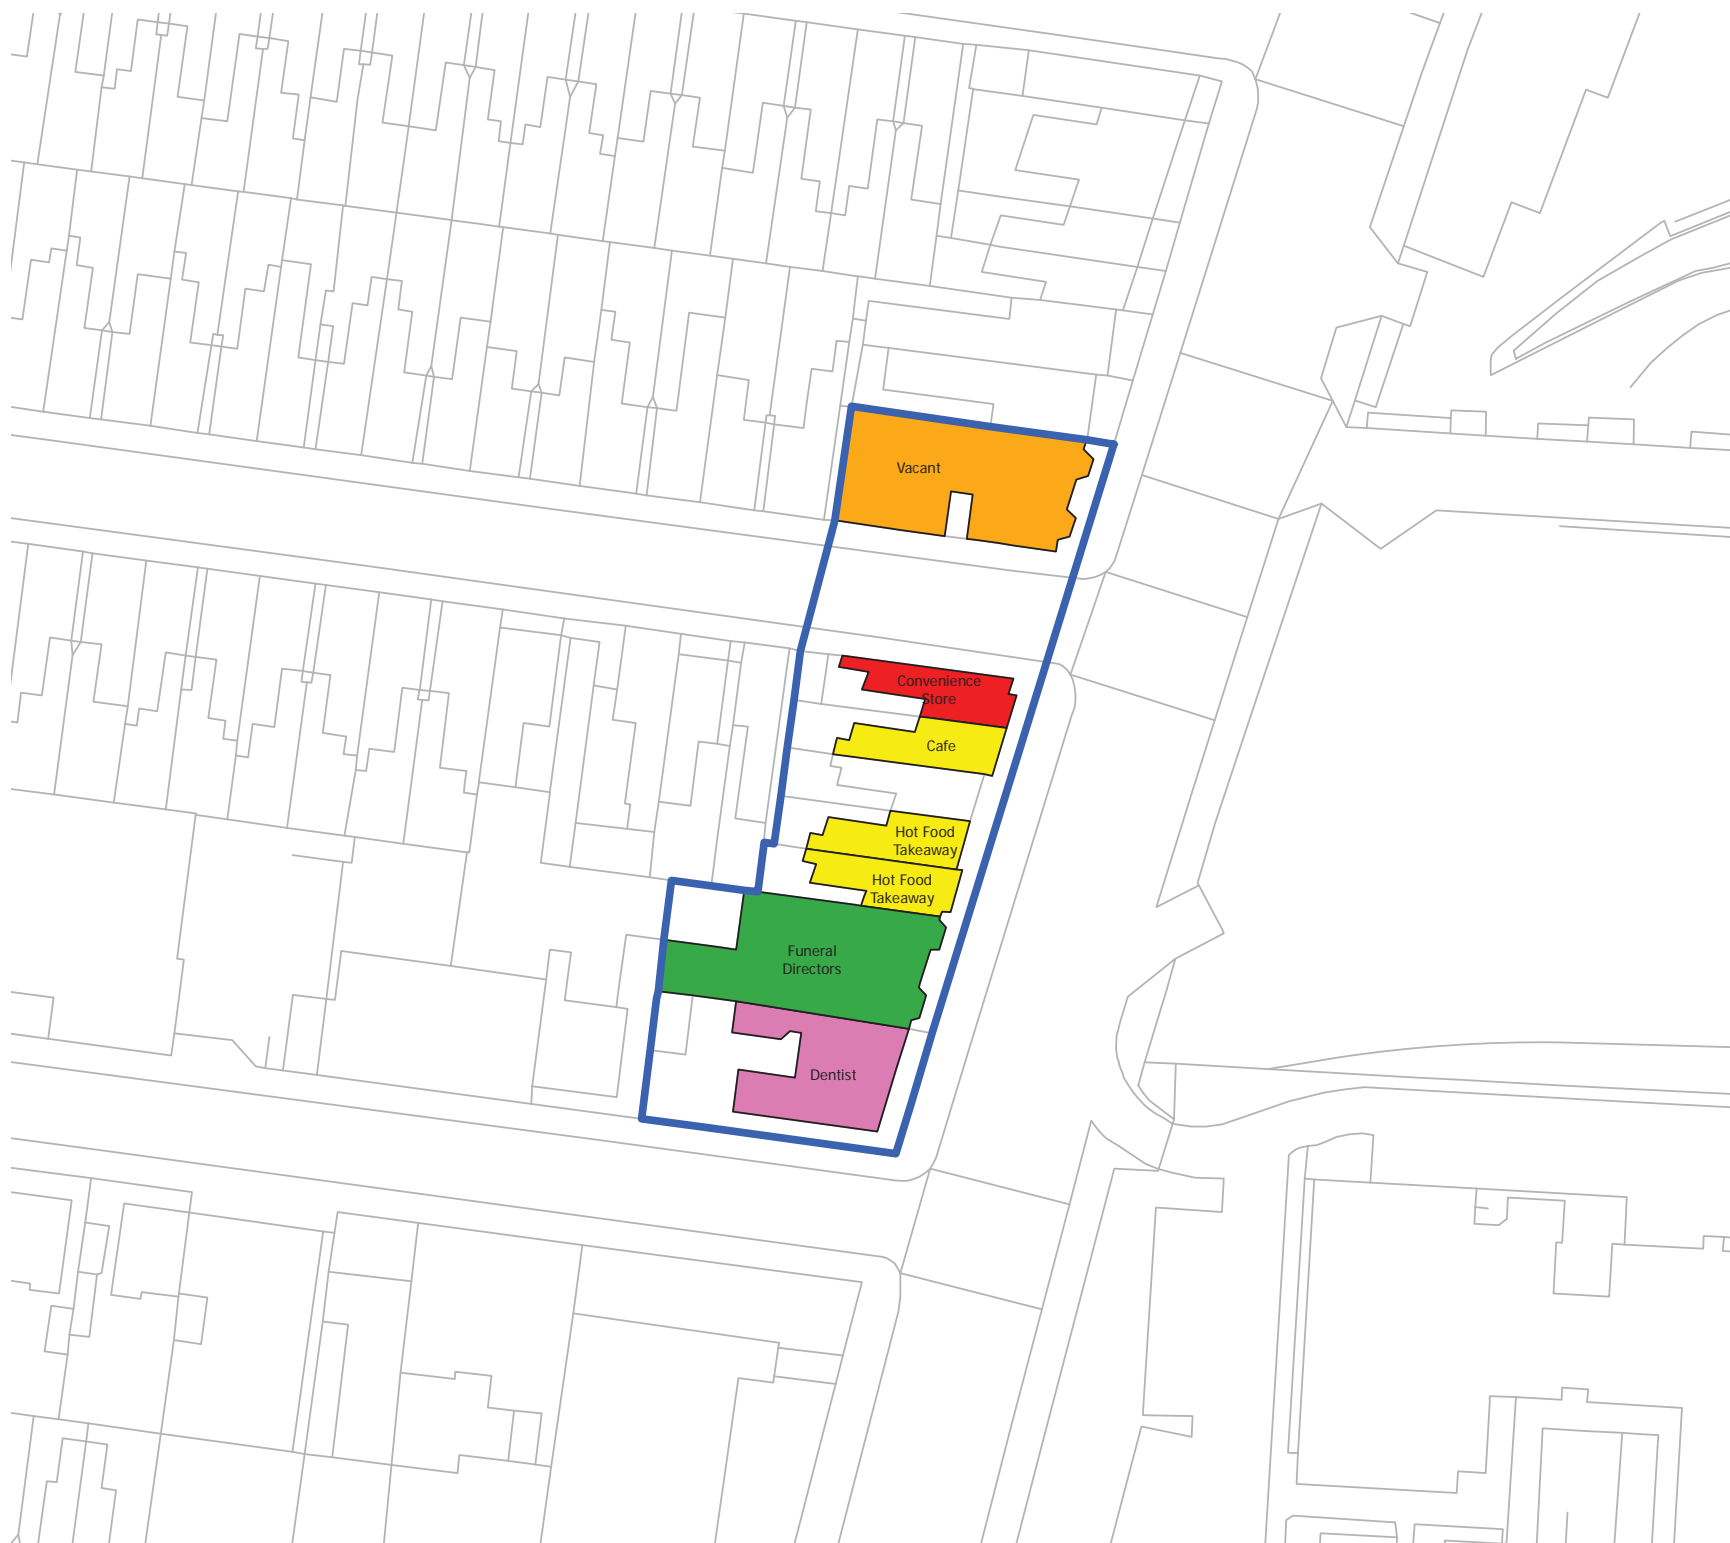 Vacant
Convenience
Store
Cafe
Hot Food
Takeaway
Hot Food
Takeaway
Funeral
Directors
Dentist